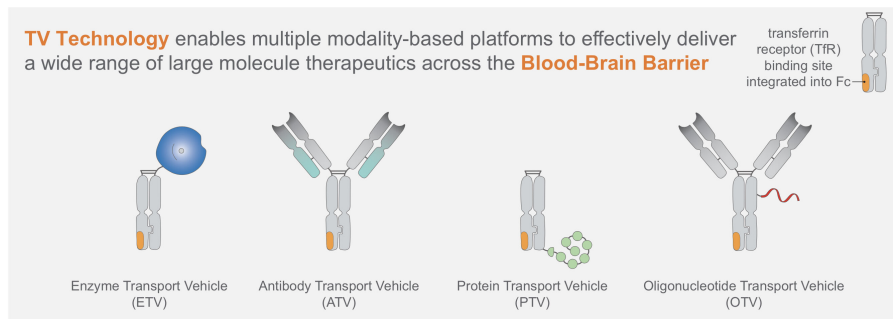 TV Technology enables multiple modality-based platforms to effectively deliver
a wide range of large molecule therapeutics across the Blood-Brain Barrier
transferrin
receptor (TfR)
binding site
integrated into Fc
Enzyme Transport Vehicle
(ETV)
Antibody Transport Vehicle
(ATV)
Protein Transport Vehicle
(PTV)
Oligonucleotide Transport Vehicle
(OTV)